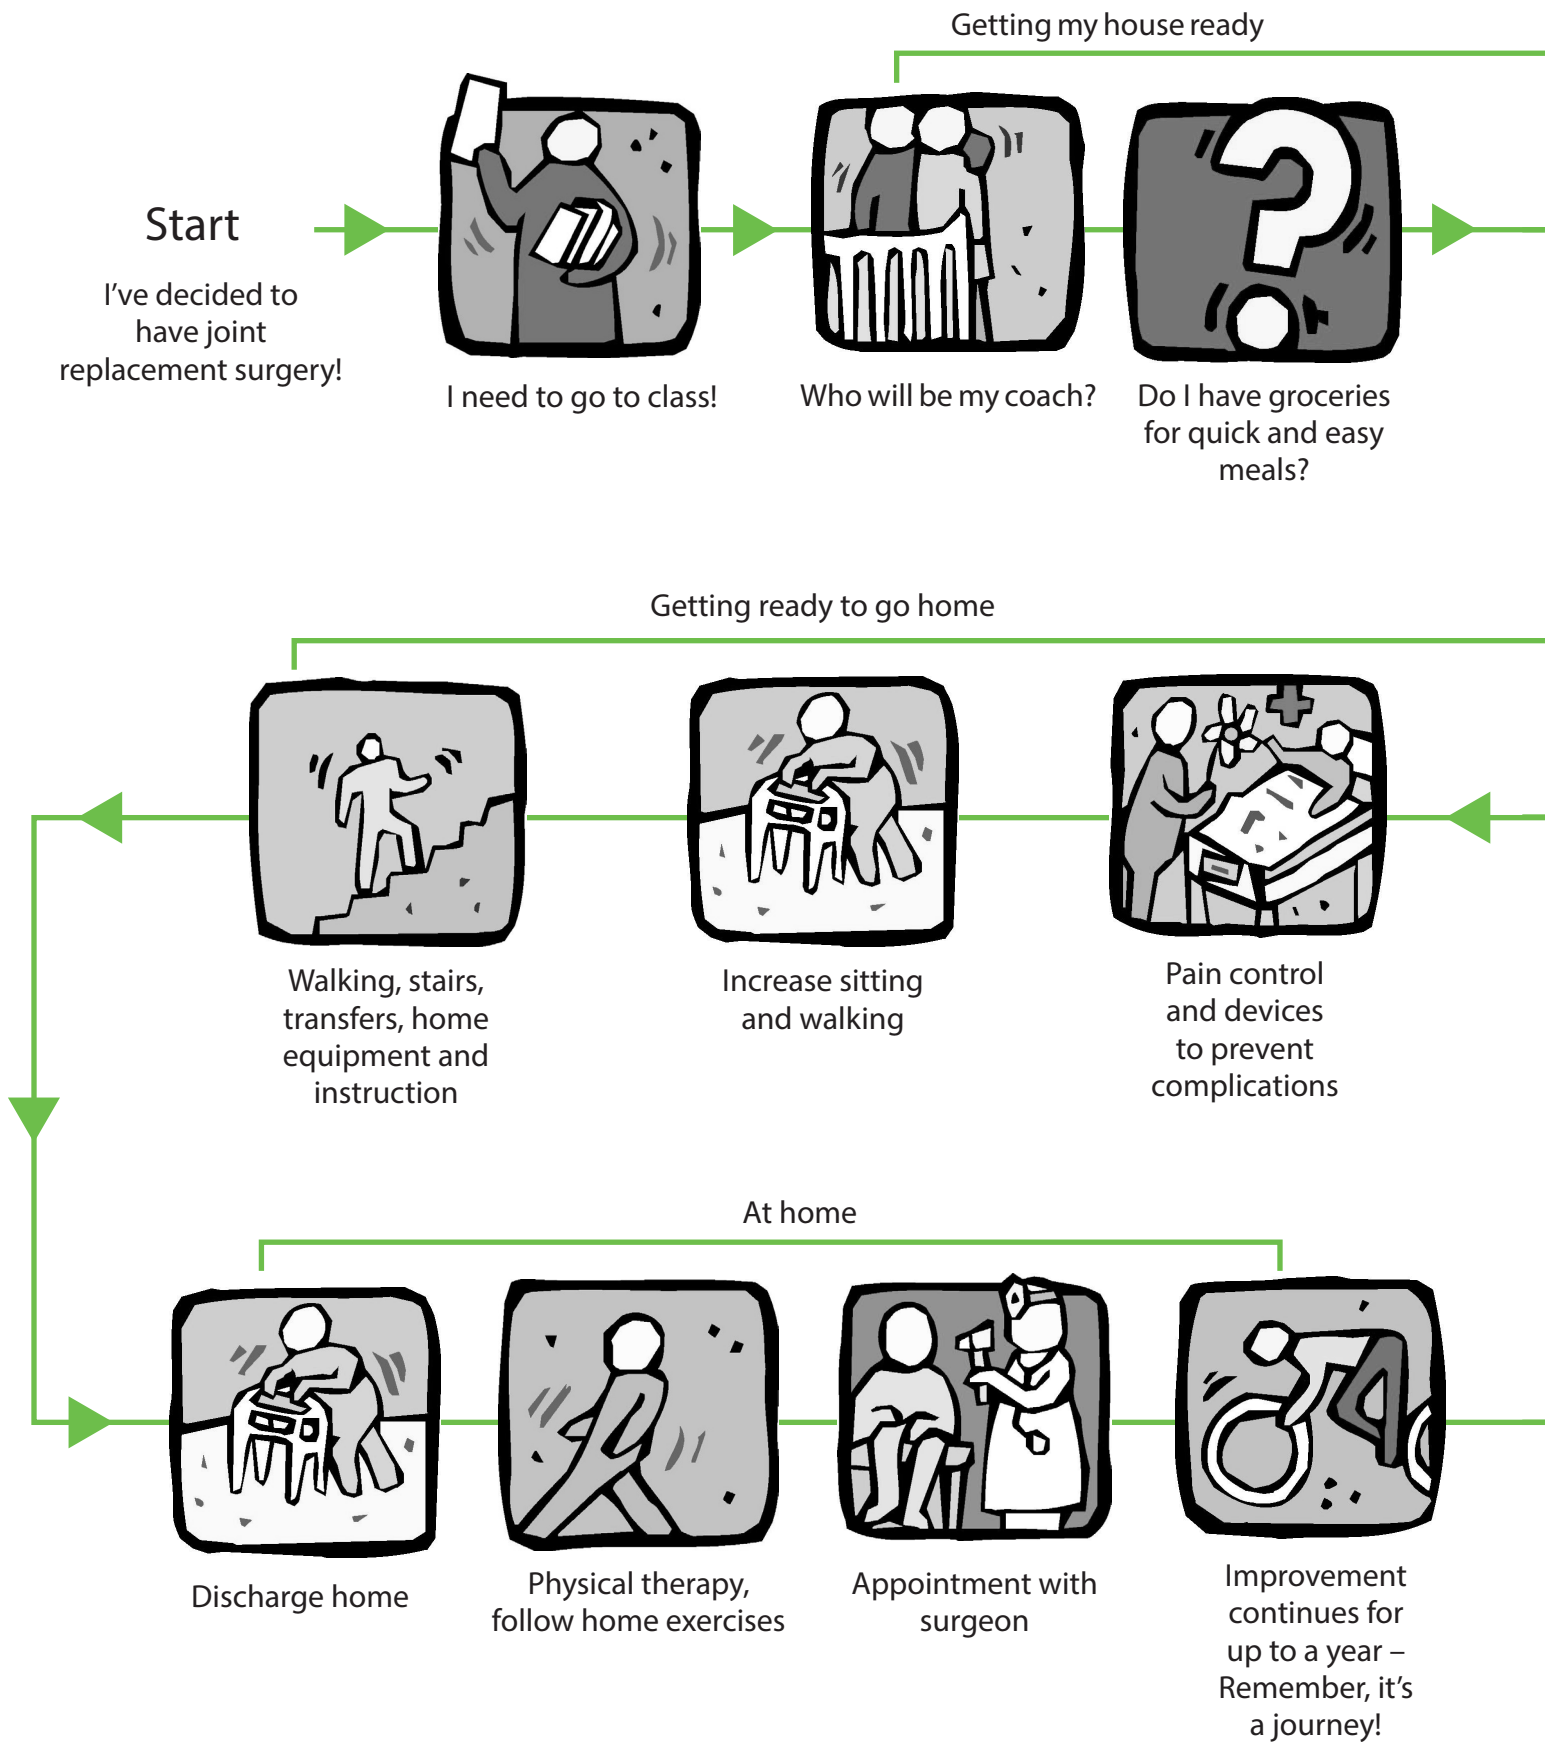 Getting my house ready
Start
I've decided to
have joint
replacement surgery!
I need to go to class!
Who will be my coach?
Do I have groceries
for quick and easy
meals?
Getting ready to go home
Walking, stairs,
transfers, home
equipment and
instruction
Increase sitting
and walking
Pain control
and devices
to prevent
complications
At home
Discharge home
Physical therapy,
follow home exercises
Appointment with
surgeon
Improvement
continues for
up to a year –
Remember, it's
a journey!